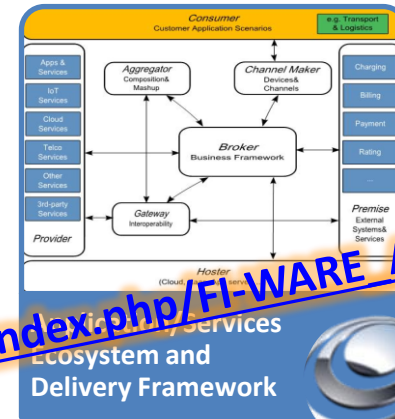 Consumer
Customer Application Scenarios
e.g. Transport
& Logistics
Apps &
Services
IoT
Services
Cloud
Services
Telco
Services
Other
Services
3rd-party
Services
Provider
Aggregator
Composition&
Mashup
Channel Maker
Devices&
Channels
Broker
Business Framework
Gateway
Interoperability
Charging
Billing
Payment
Rating
...
Premise
External
Systems&
Services
Hoster
(Cloud,
index.php/FI-WARE_
/Services
Ecosystem and
Delivery Framework